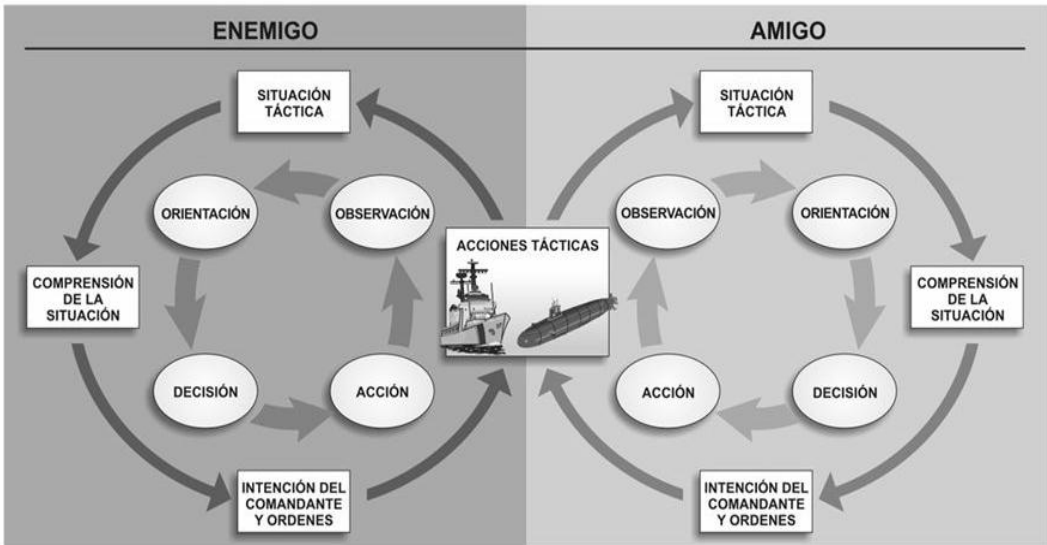 ENEMIGO
SITUACIÓN
TÁCTICA
ORIENTACIÓN
OBSERVACIÓN
COMPRENSIÓN
DE LA
SITUACIÓN
DECISIÓN
ACCIÓN
INTENCIÓN DEL
COMANDANTE
Y ORDENES
ACCIONES TÁCTICAS
AMIGO
SITUACIÓN
TÁCTICA
OBSERVACIÓN
ORIENTACIÓN
COMPRENSIÓN
DE LA
SITUACIÓN
ACCIÓN
DECISIÓN
INTENCIÓN DEL
COMANDANTE
Y ORDENES